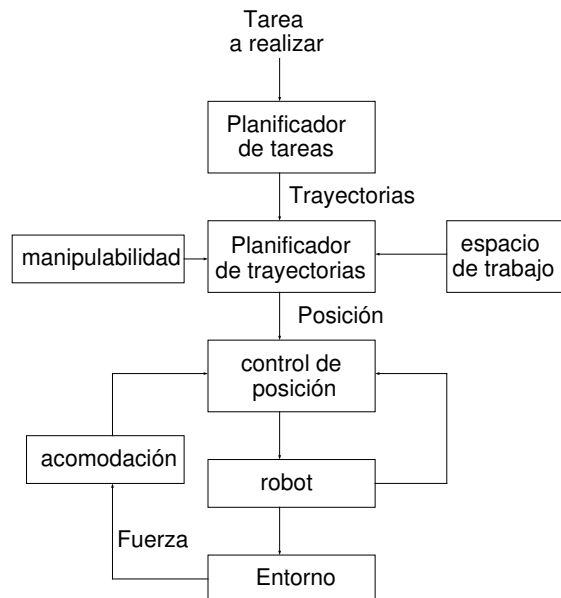 Tarea
a realizar
Planificador
de tareas
Trayectorias
manipulabilidad
Planificador
de trayectorias
espacio
de trabajo
Posición
control de
posición
acomodación
robot
Fuerza
Entorno